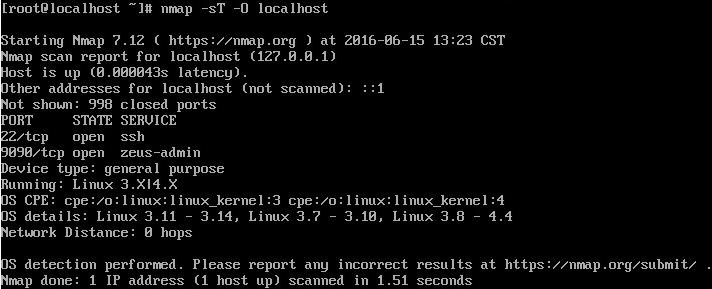 [root@localhost ~]# nmap -sT -O localhost
Starting Nmap 7.12 ( https://nmap.org ) at 2016-06-15 13:23 CST
Nmap scan report for localhost (127.0.0.1)
Host is up (0.000043s latency).
Other addresses for localhost (not scanned): ::1
Not shown: 998 closed ports
PORT     STATE SERVICE
22/tcp   open  ssh
9090/tcp open  zeus-admin
Device type: general purpose
Running: Linux 3.X|4.X
OS CPE: cpe:/o:linux:linux_kernel:3 cpe:/o:linux:linux_kernel:4
OS details: Linux 3.11 - 3.14, Linux 3.7 - 3.10, Linux 3.8 - 4.4
Network Distance: 0 hops
OS detection performed. Please report any incorrect results at https://nmap.org/submit/ .
Nmap done: 1 IP address (1 host up) scanned in 1.51 seconds